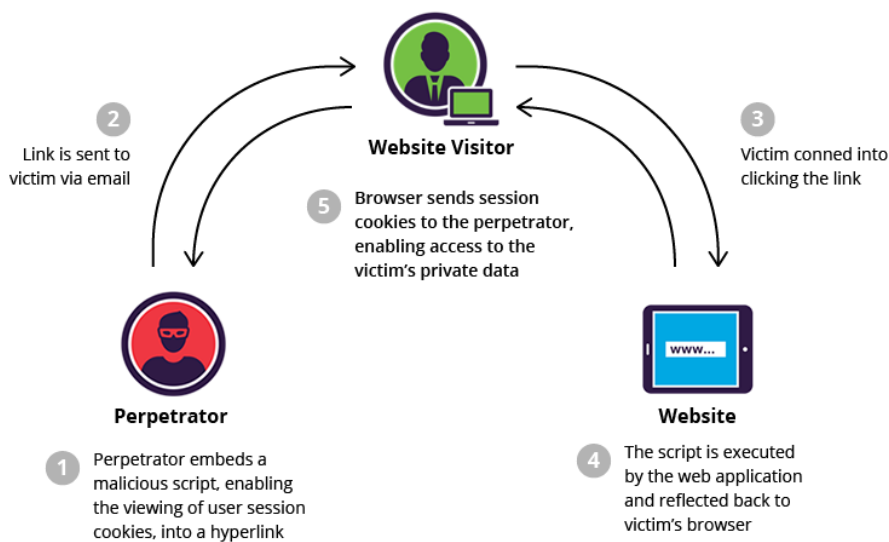 2
Link is sent to
victim via email
Website Visitor
3
Victim conned into
clicking the link
5
Browser sends session
cookies to the perpetrator,
enabling access to the
victim's private data
www...
Perpetrator
Website
1
Perpetrator embeds a
malicious script, enabling
the viewing of user session
cookies, into a hyperlink
4
The script is executed
by the web application
and reflected back to
victim's browser